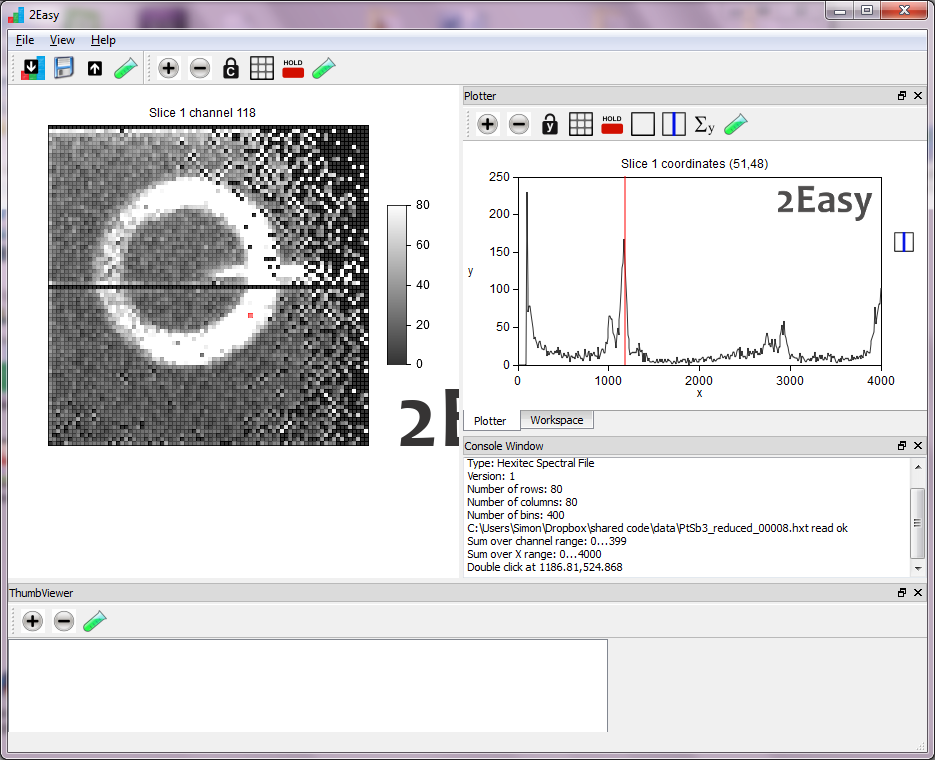 2Easy
File View Help
C HOLD
Slice 1 channel 118
80
60
40
20
0
2E
Plotter
y HOLD Σy
Slice 1 coordinates (51,48)
2Easy
250
200
150
100
50
0
y
0 1000 2000 3000 4000
x
Plotter Workspace
Console Window
Type: Hexitec Spectral File
Version: 1
Number of rows: 80
Number of columns: 80
Number of bins: 400
C:\Users\Simon\Dropbox\shared code\data\PtSb3_reduced_00008.hxt read ok
Sum over channel range: 0...399
Sum over X range: 0...4000
Double click at 1186.81,524.868
ThumbViewer